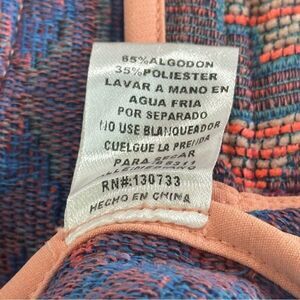 65%ALGODON
35%POLIESTER
LAVAR A MANO EN
AGUA FRIA
POR SEPARADO
NO USE BLANQUEADOR
CUELGUE LA PRENDA
PARA SECAR
RN#:130733
HECHO EN CHINA